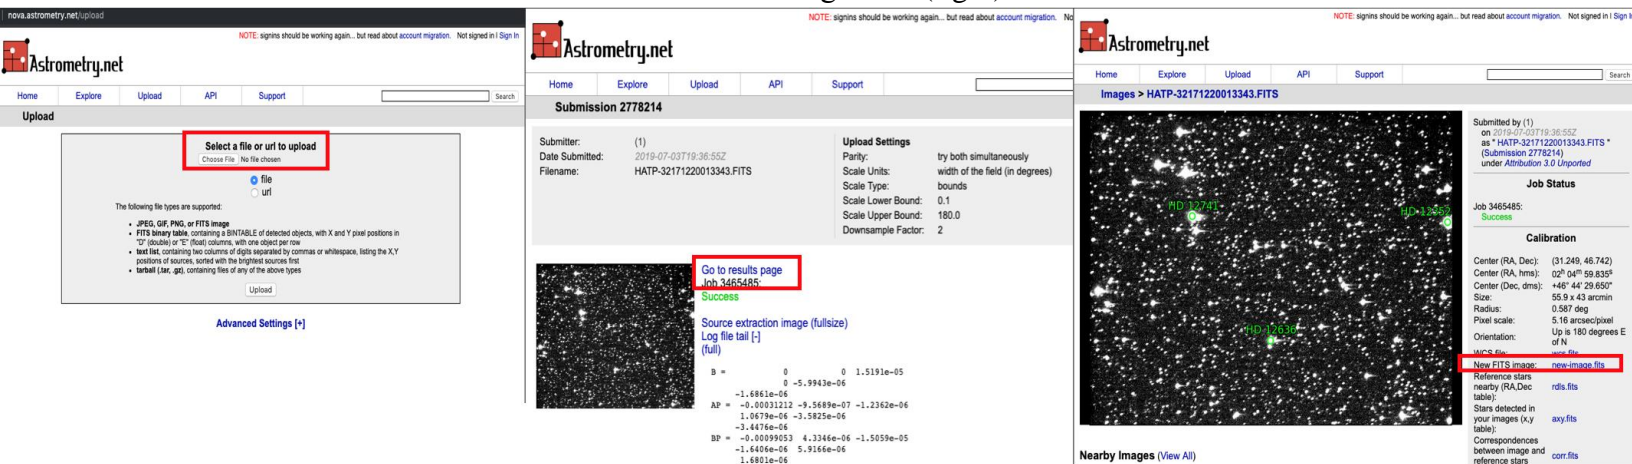 nova.astrometry.net/upload
NOTE: signins should be working again... but read about account migration. Not signed in I Sign In
Astrometry.net
Home Explore Upload API Support Search
Upload
Select a file or url to upload
Choose File No file chosen
file
url
The following file types are supported:
• JPEG, GIF, PNG, or FITS image
• FITS binary table, containing a BINTABLE of detected objects, with X and Y pixel positions in
"D" (double) or "E" (float) columns, with one object per row
• text list, containing two columns of digits separated by commas or whitespace, listing the X,Y
positions of sources, sorted with the brightest sources first
• tarball (.tar, .gz), containing files of any of the above types
Upload
Advanced Settings [+]
NOTE: signins should be working again... but read about account migration. No
Astrometry.net
Home Explore Upload API Support
Submission 2778214
Submitter: (1)
Date Submitted: 2019-07-03T19:36:55Z
Filename: HATP-32171220013343.FITS
Upload Settings
Parity: try both simultaneously
Scale Units: width of the field (in degrees)
Scale Type: bounds
Scale Lower Bound: 0.1
Scale Upper Bound: 180.0
Downsample Factor: 2
Go to results page
Job 3465485:
Success
Source extraction image (fullsize)
Log file tail [-]
(full)
B = 0 0 1.5191e-05
0 -5.9943e-06
-1.6861e-06
AP = -0.00031212 -9.5689e-07 -1.2362e-06
1.0679e-06 -3.5825e-06
-3.4476e-06
BP = -0.00099053 4.3346e-06 -1.5059e-05
-1.6406e-06 5.9166e-06
1.6801e-06
NOTE: signins should be working again... but read about account migration. Not signed in I Sign In
Astrometry.net
Home Explore Upload API Support Search
Images > HATP-32171220013343.FITS
HD 12741
HD 12636
Submitted by (1)
on 2019-07-03T19:36:55Z
as " HATP-32171220013343.FITS "
(Submission 2778214)
under Attribution 3.0 Unported
Job Status
Job 3465485:
Success
Calibration
Center (RA, Dec): (31.249, 46.742)
Center (RA, hms): 02h 04m 59.835s
Center (Dec, dms): +46° 44' 29.650"
Size: 55.9 x 43 arcmin
Radius: 0.587 deg
Pixel scale: 5.16 arcsec/pixel
Orientation: Up is 180 degrees E of N
WCS file: wcs.fits
New FITS image: new-image.fits
Reference stars
nearby (RA,Dec
table): rdls.fits
Stars detected in
your images (x,y
table): axy.fits
Correspondences
between image and
reference stars corr.fits
Nearby Images (View All)